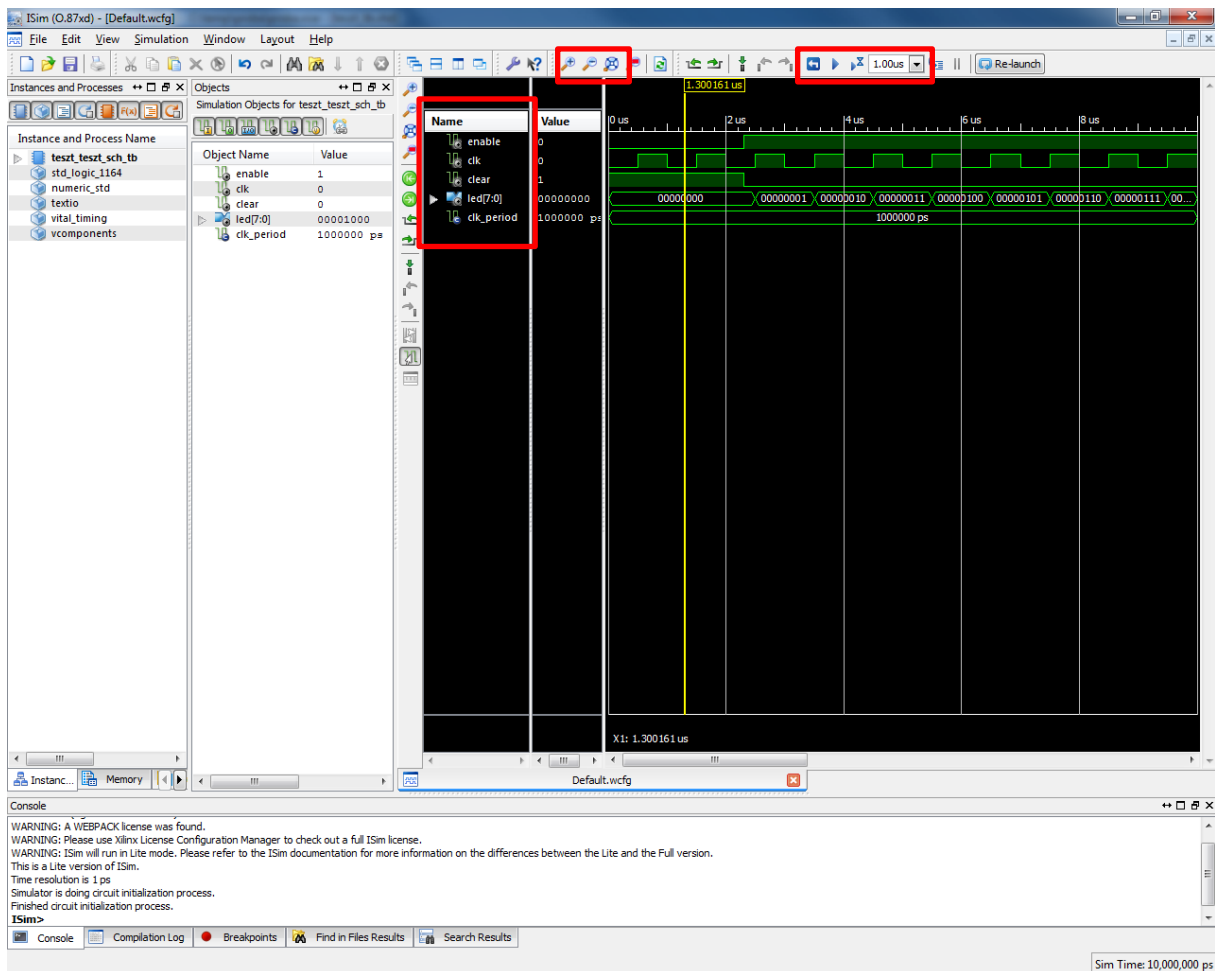 ISim (O.87xd) - [Default.wcfg]
File Edit View Simulation Window Layout Help
1.00us Re-launch
Instances and Processes
Instance and Process Name
teszt_teszt_sch_tb
std_logic_1164
numeric_std
textio
vital_timing
vcomponents
Instanc... Memory
Objects
Simulation Objects for teszt_teszt_sch_tb
Object Name Value
enable 1
clk 0
clear 0
led[7:0] 00001000
clk_period 1000000 ps
1.300161 us
Name Value
0 us 2 us 4 us 6 us 8 us
enable 0
clk 0
clear 1
led[7:0] 00000000 00000000 00000001 00000010 00000011 00000100 00000101 00000110 00000111 00...
clk_period 1000000 ps 1000000 ps
X1: 1.300161 us
Default.wcfg
Console
WARNING: A WEBPACK license was found.
WARNING: Please use Xilinx License Configuration Manager to check out a full ISim license.
WARNING: ISim will run in Lite mode. Please refer to the ISim documentation for more information on the differences between the Lite and the Full version.
This is a Lite version of ISim.
Time resolution is 1 ps
Simulator is doing circuit initialization process.
Finished circuit initialization process.
ISim>
Console Compilation Log Breakpoints Find in Files Results Search Results
Sim Time: 10,000,000 ps